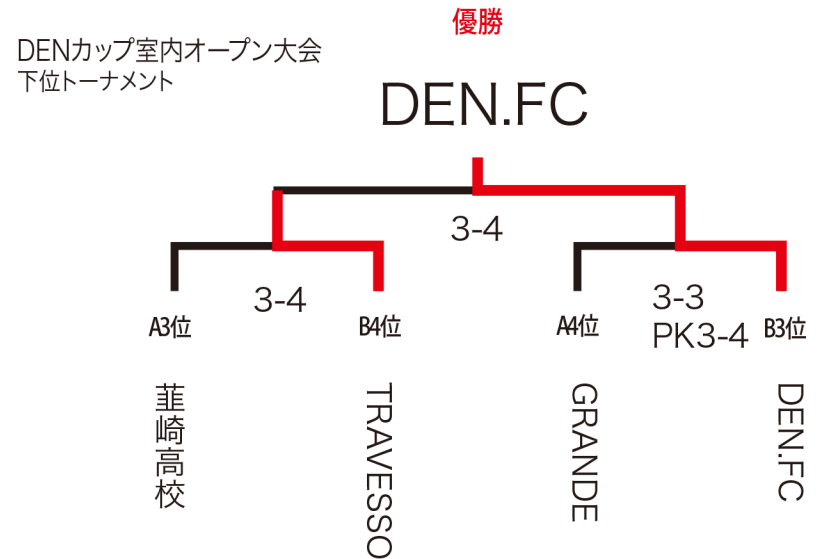 優勝
DENカップ室内オープン大会
下位トーナメント
DEN.FC
3-4
3-4
3-3
PK3-4
A3位
B4位
A4位
B3位
韮崎高校
TRAVESSO
GRANDE
DEN.FC